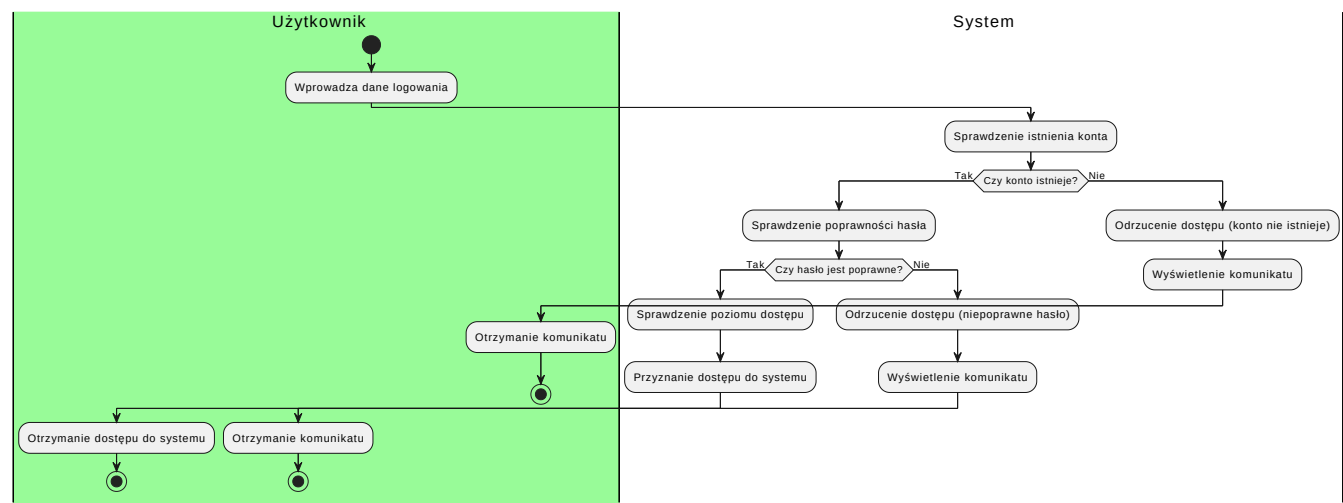 Użytkownik
System
Wprowadza dane logowania
Sprawdzenie istnienia konta
Tak
Czy konto istnieje?
Nie
Sprawdzenie poprawności hasła
Odrzucenie dostępu (konto nie istnieje)
Tak
Czy hasło jest poprawne?
Nie
Wyświetlenie komunikatu
Sprawdzenie poziomu dostępu
Odrzucenie dostępu (niepoprawne hasło)
Otrzymanie komunikatu
Przyznanie dostępu do systemu
Wyświetlenie komunikatu
Otrzymanie dostępu do systemu
Otrzymanie komunikatu